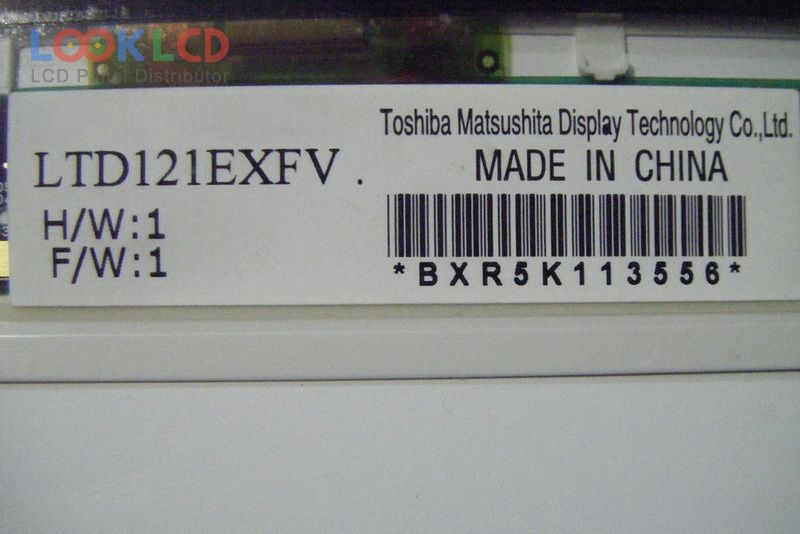 LOOKLCD
LCD Panel Distributor
Toshiba Matsushita Display Technology Co.,Ltd.
LTD121EXFV .
MADE IN CHINA
H/W:1
F/W:1
*BXR5K113556*